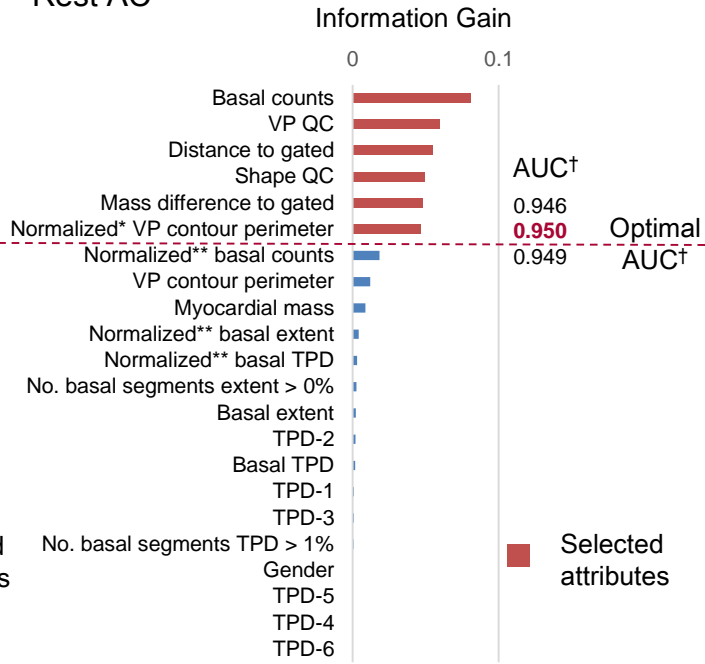 Rest AC
Information Gain
0 0.1
Basal counts
VP QC
Distance to gated
Shape QC AUC†
Mass difference to gated 0.946
Normalized* VP contour perimeter 0.950 Optimal
Normalized** basal counts 0.949 AUC†
VP contour perimeter
Myocardial mass
Normalized** basal extent
Normalized** basal TPD
No. basal segments extent > 0%
Basal extent
TPD-2
Basal TPD
TPD-1
TPD-3
No. basal segments TPD > 1%
Gender
TPD-5
TPD-4
TPD-6
Selected
attributes